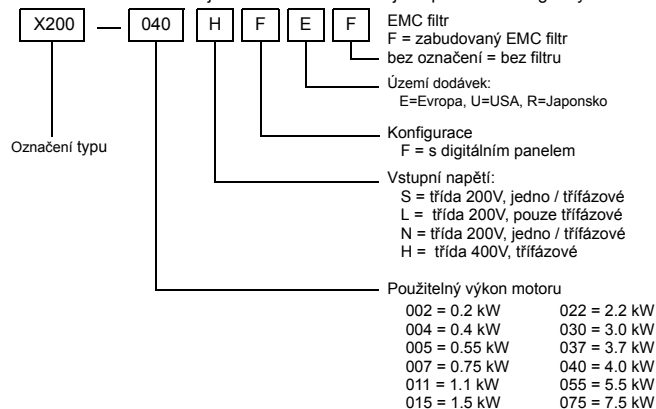 X200 — 040 H F E F
EMC filtr
F = zabudovaný EMC filtr
bez označení = bez filtru
Území dodávek:
E=Evropa, U=USA, R=Japonsko
Označení typu
Konfigurace
F = s digitálním panelem
Vstupní napětí:
S = třída 200V, jedno / třífázové
L = třída 200V, pouze třífázové
N = třída 200V, jedno / třífázové
H = třída 400V, třífázové
Použitelný výkon motoru
002 = 0.2 kW 022 = 2.2 kW
004 = 0.4 kW 030 = 3.0 kW
005 = 0.55 kW 037 = 3.7 kW
007 = 0.75 kW 040 = 4.0 kW
011 = 1.1 kW 055 = 5.5 kW
015 = 1.5 kW 075 = 7.5 kW